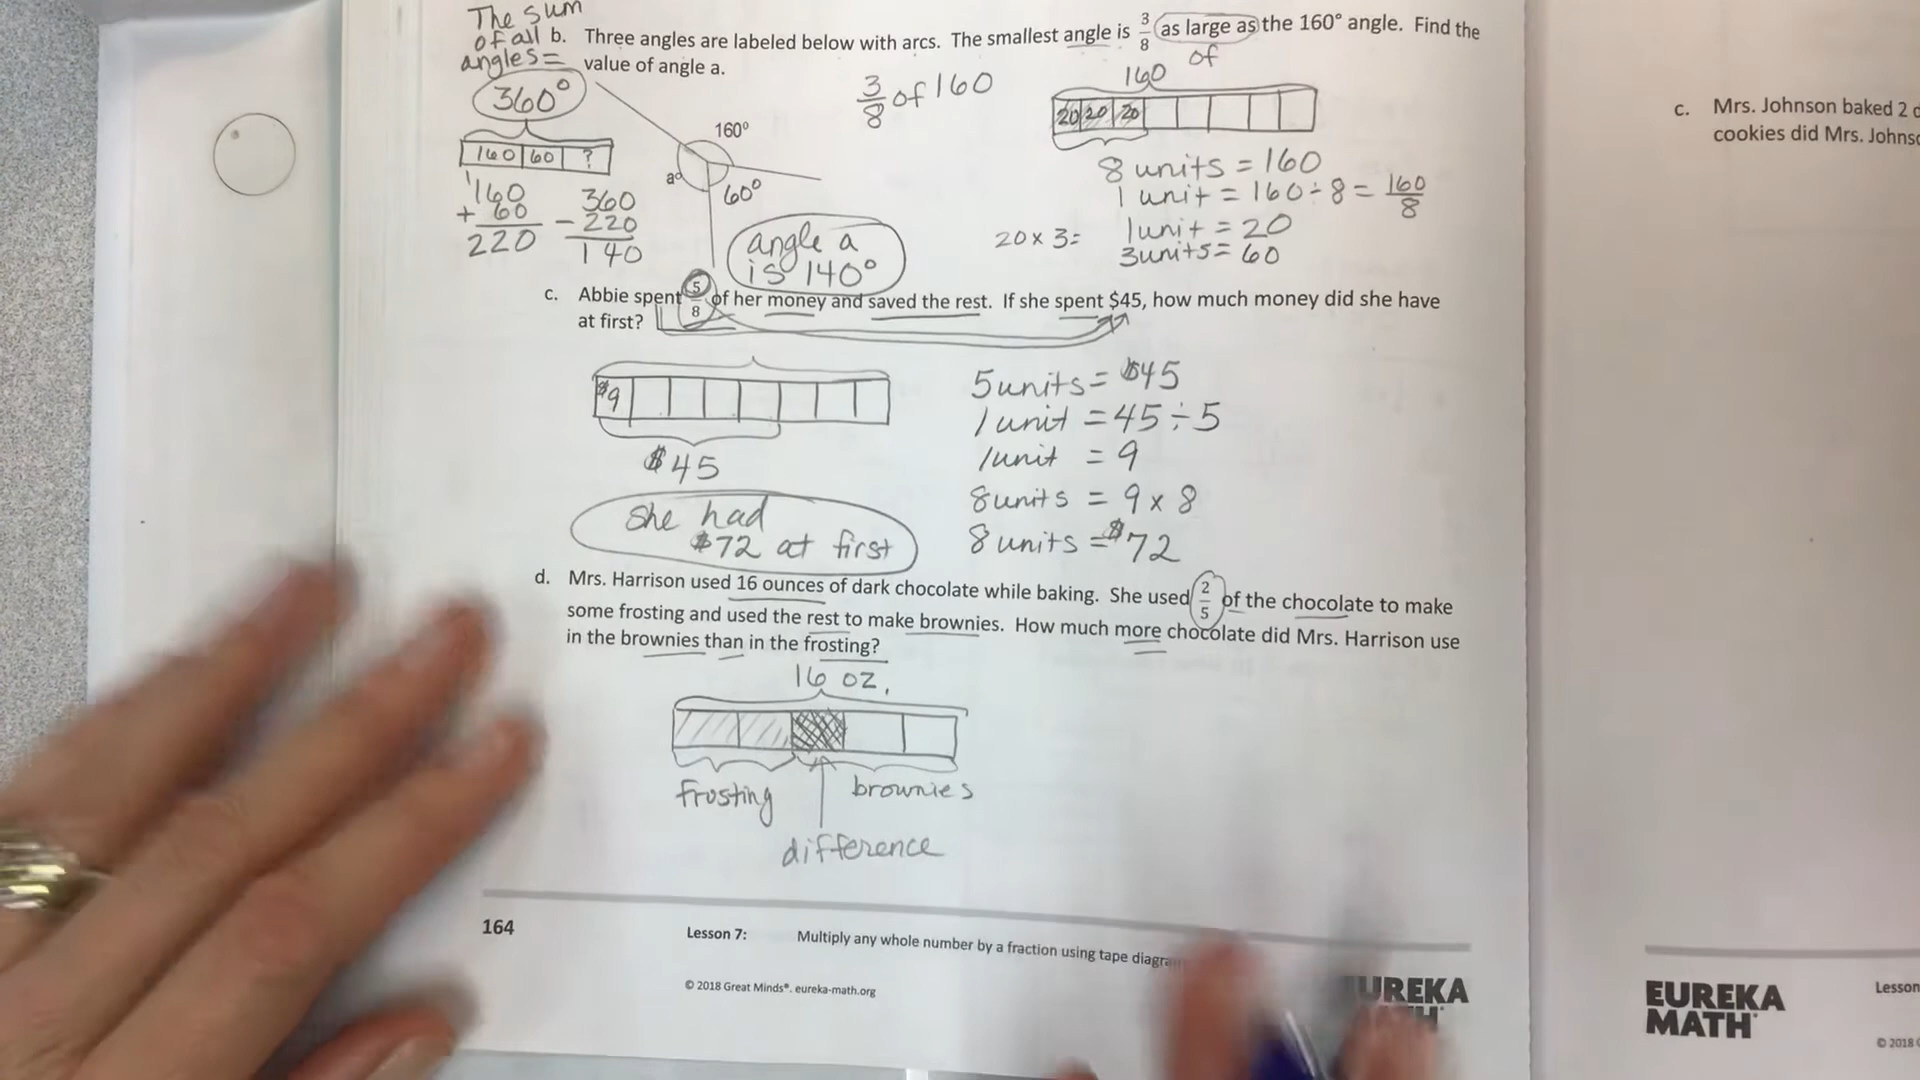 The sum
of all
angles =
360°
b. Three angles are labeled below with arcs. The smallest angle is 3/8 as large as the 160° angle. Find the
value of angle a.
of
3/8 of 160
160
20 20 20
160 60 ?
160°
a°
60°
160
+ 60
220
360
- 220
140
angle a
is 140°
8 units = 160
1 unit = 160 ÷ 8 = 160/8
20 x 3 =
1 unit = 20
3 units = 60
c. Abbie spent 5/8 of her money and saved the rest. If she spent $45, how much money did she have
at first?
$9
$45
She had
$72 at first
5 units = $45
1 unit = 45 ÷ 5
1 unit = 9
8 units = 9 x 8
8 units = $72
d. Mrs. Harrison used 16 ounces of dark chocolate while baking. She used 2/5 of the chocolate to make
some frosting and used the rest to make brownies. How much more chocolate did Mrs. Harrison use
in the brownies than in the frosting?
16 oz.
frosting
brownies
difference
164
Lesson 7: Multiply any whole number by a fraction using tape
© 2018 Great Minds®. eureka-math.org
EUREKA
c. Mrs. Johnson baked 2
cookies did Mrs.
EUREKA
MATH
Lesson
© 2018